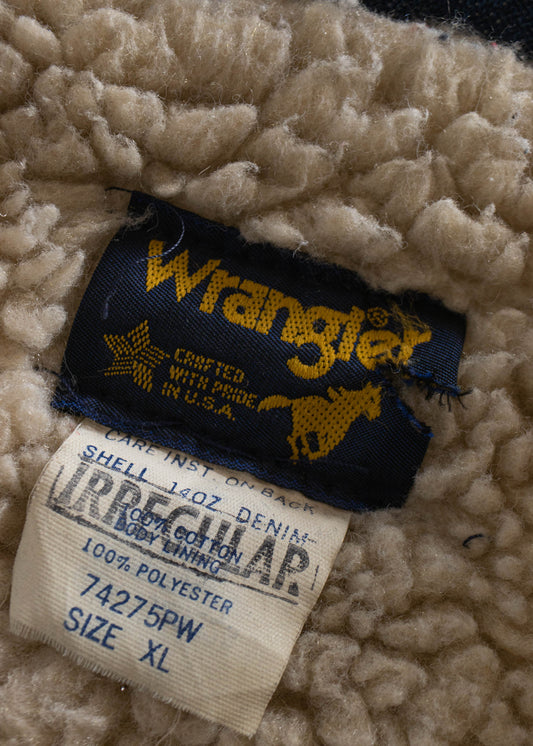 Wrangler®
CRAFTED
WITH PRIDE
IN U.S.A.
CARE INST. ON BACK
SHELL 14OZ DENIM-
IRREGULAR
100% COTTON
BODY LINING
100% POLYESTER
74275PW
SIZE XL